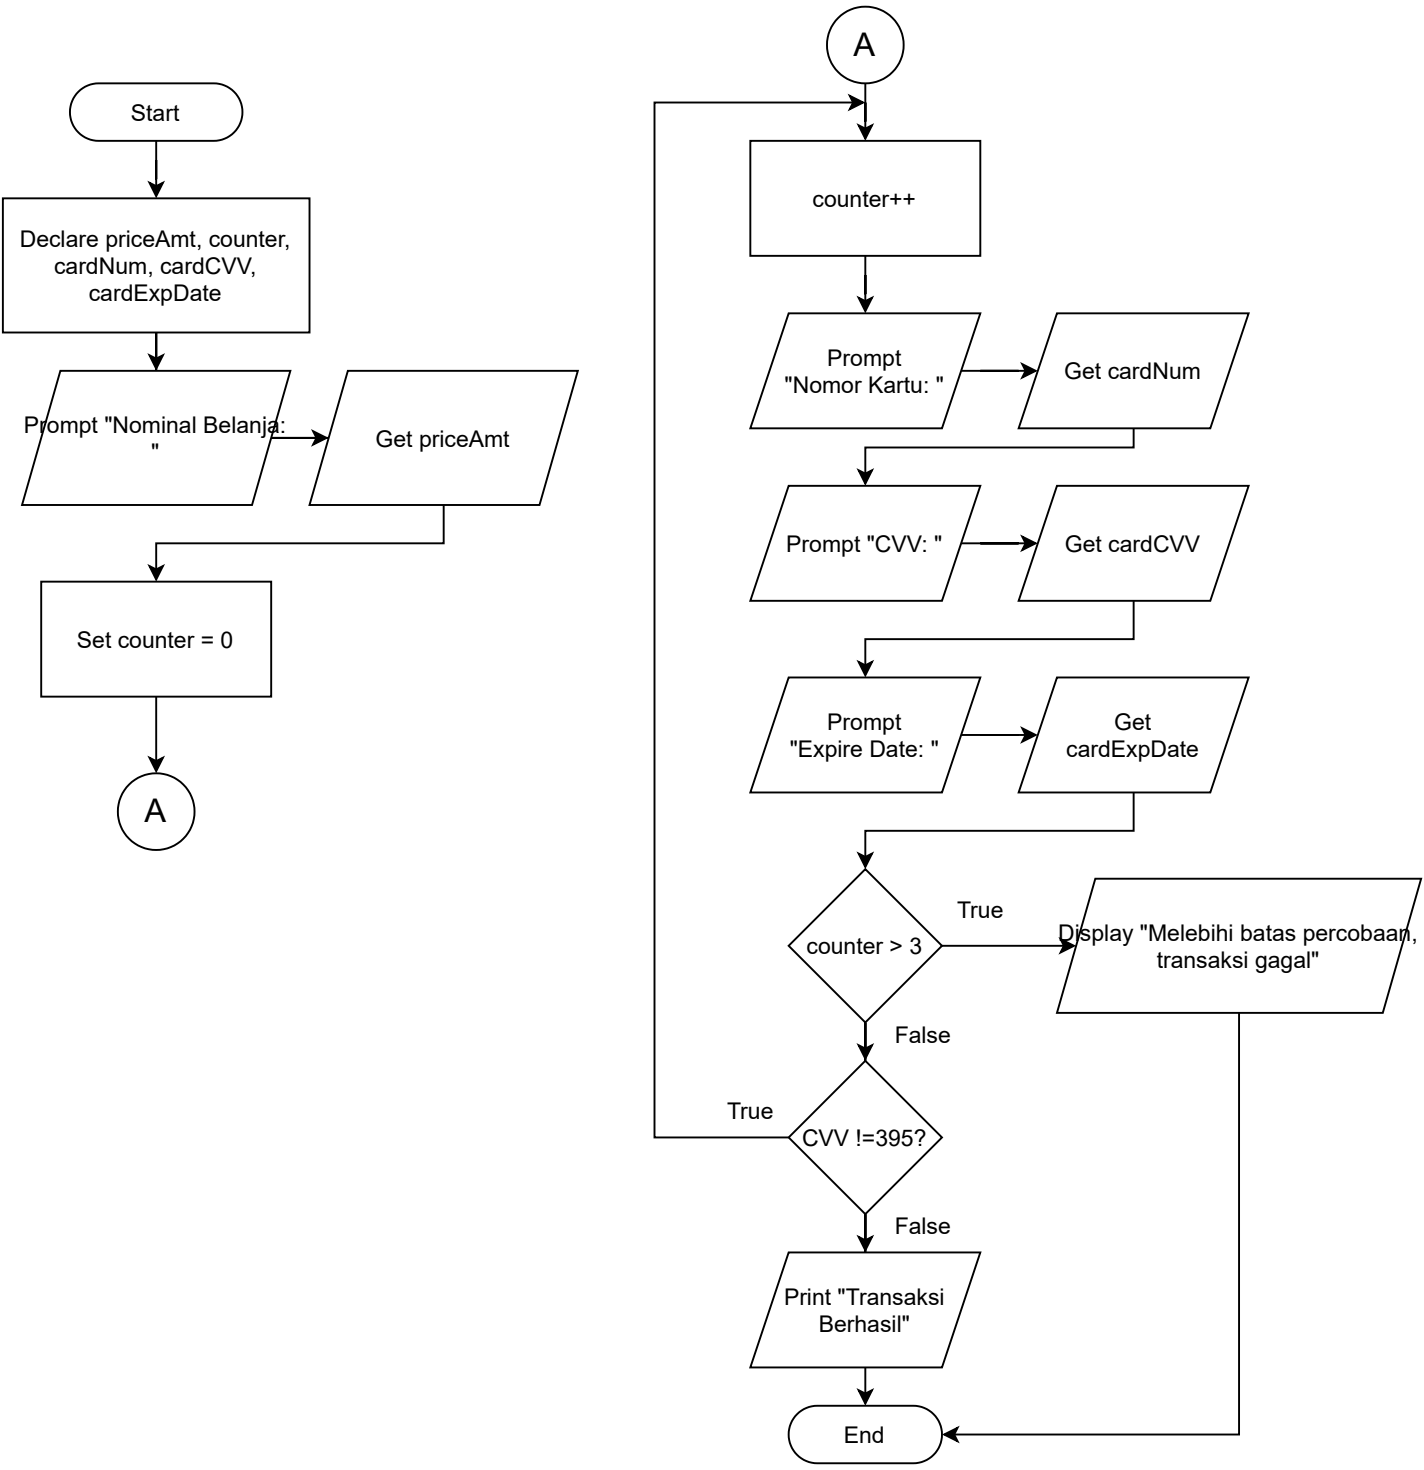 Start
Declare priceAmt, counter,
cardNum, cardCVV,
cardExpDate
Prompt "Nominal Belanja:
"
Get priceAmt
Set counter = 0
A
A
counter++
Prompt
"Nomor Kartu: "
Get cardNum
Prompt "CVV: "
Get cardCVV
Prompt
"Expire Date: "
Get
cardExpDate
counter > 3
True
Display "Melebihi batas percobaan,
transaksi gagal"
False
CVV !=395?
True
False
Print "Transaksi
Berhasil"
End